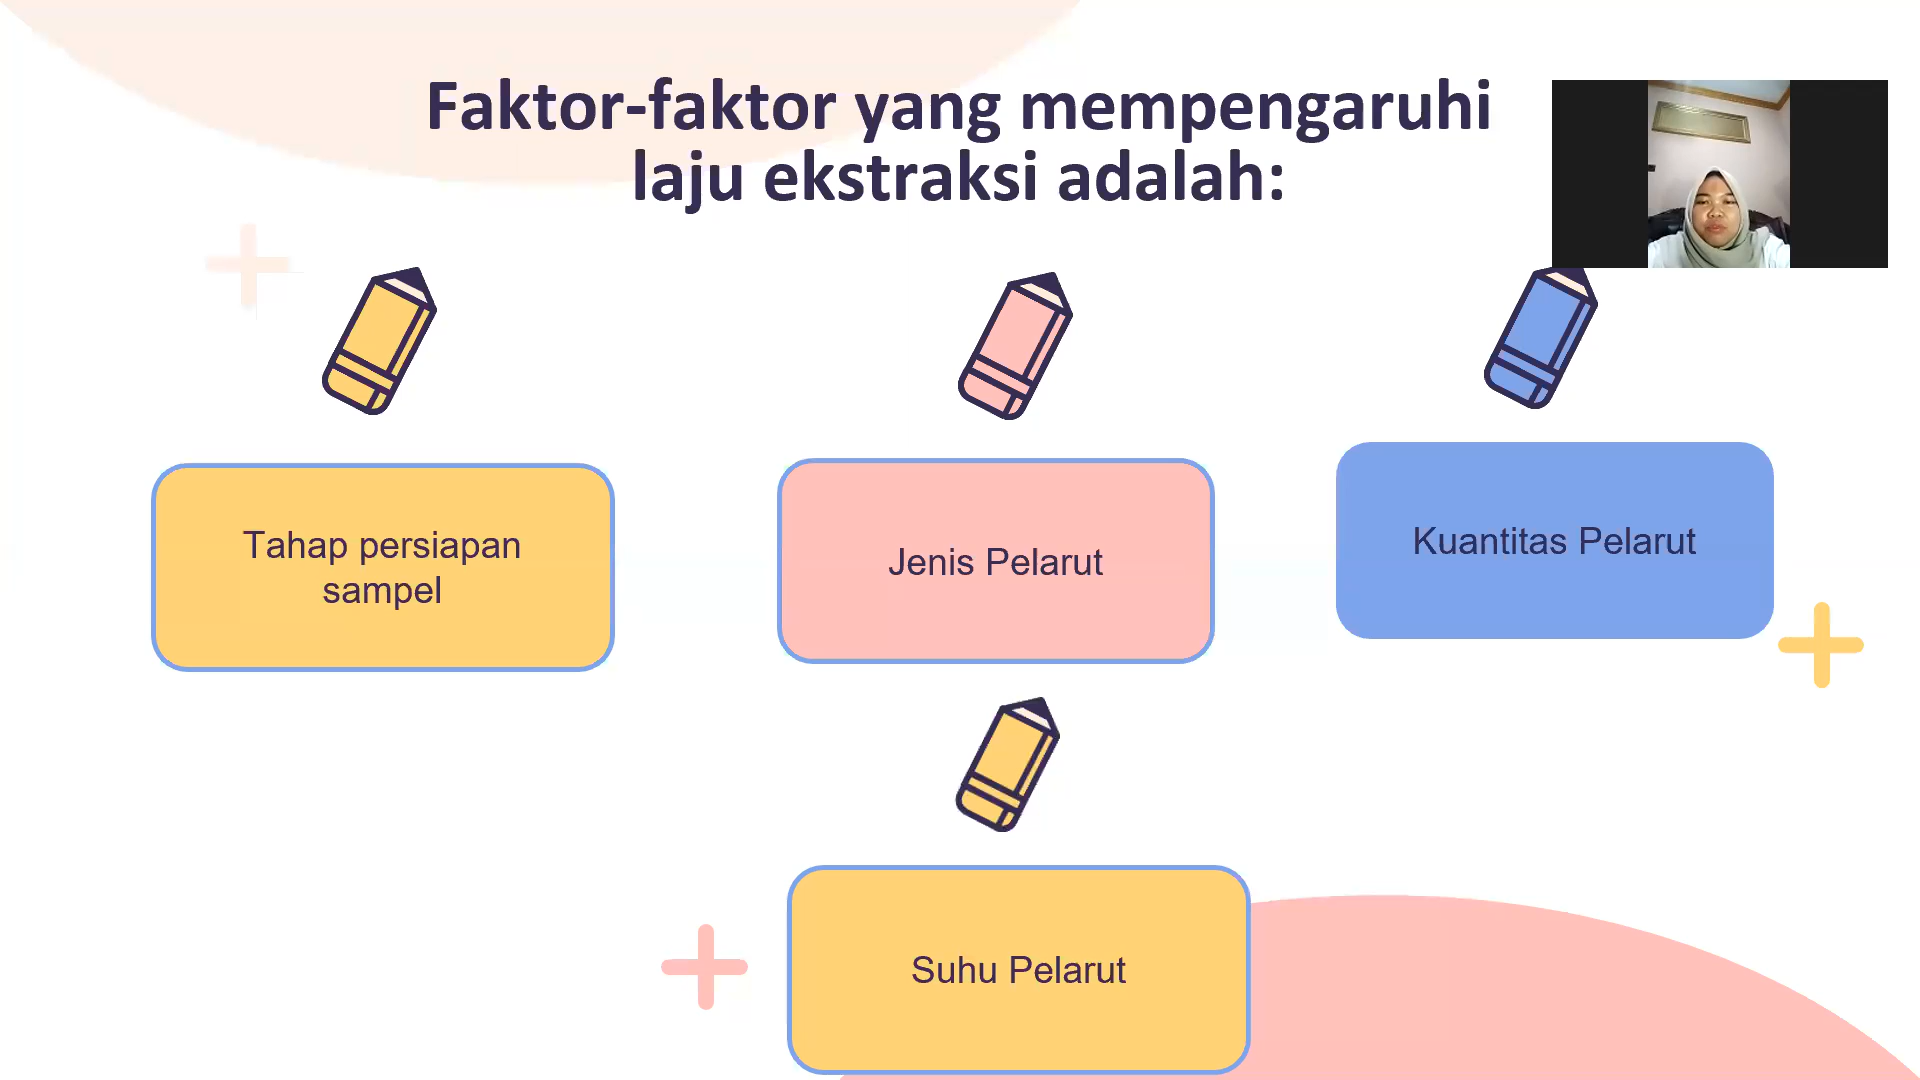 Faktor-faktor yang mempengaruhi
laju ekstraksi adalah:
Tahap persiapan
sampel
Jenis Pelarut
Kuantitas Pelarut
Suhu Pelarut